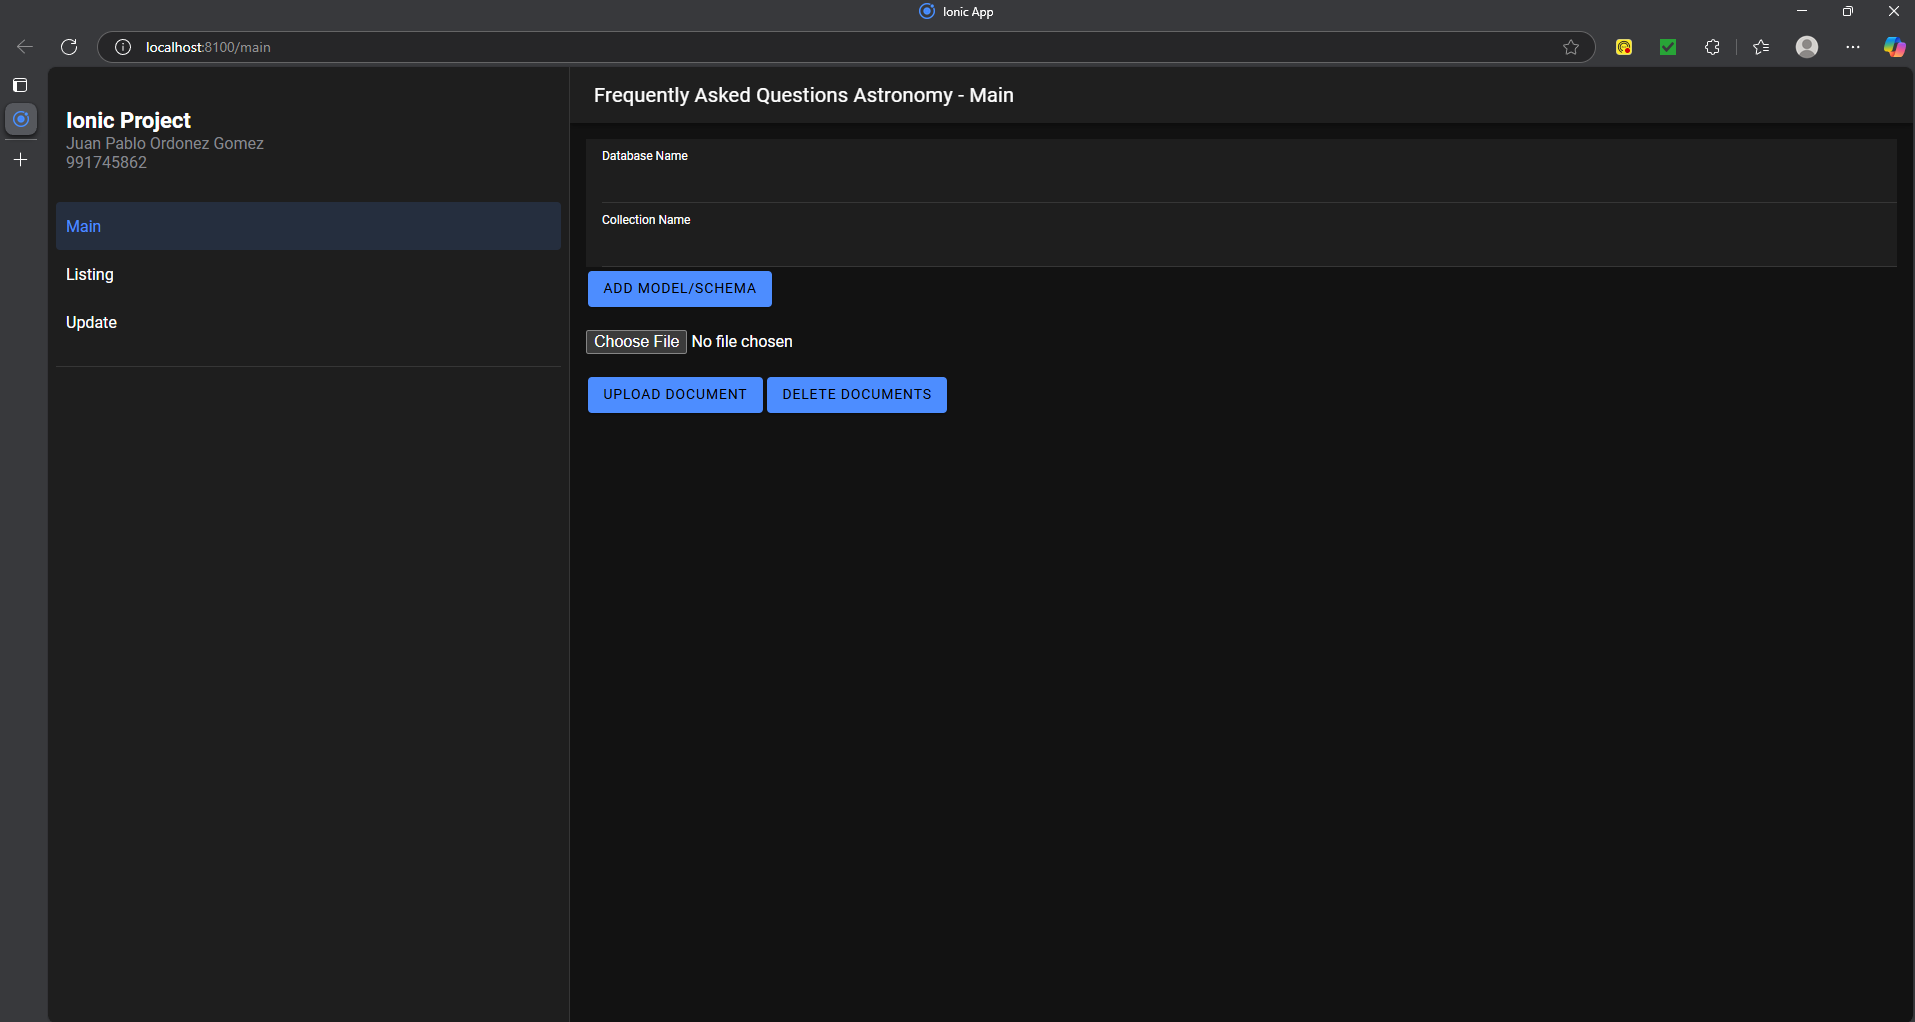 Ionic App
localhost:8100/main
Ionic Project
Juan Pablo Ordonez Gomez
991745862
Main
Listing
Update
Frequently Asked Questions Astronomy - Main
Database Name
Collection Name
ADD MODEL/SCHEMA
Choose File No file chosen
UPLOAD DOCUMENT DELETE DOCUMENTS